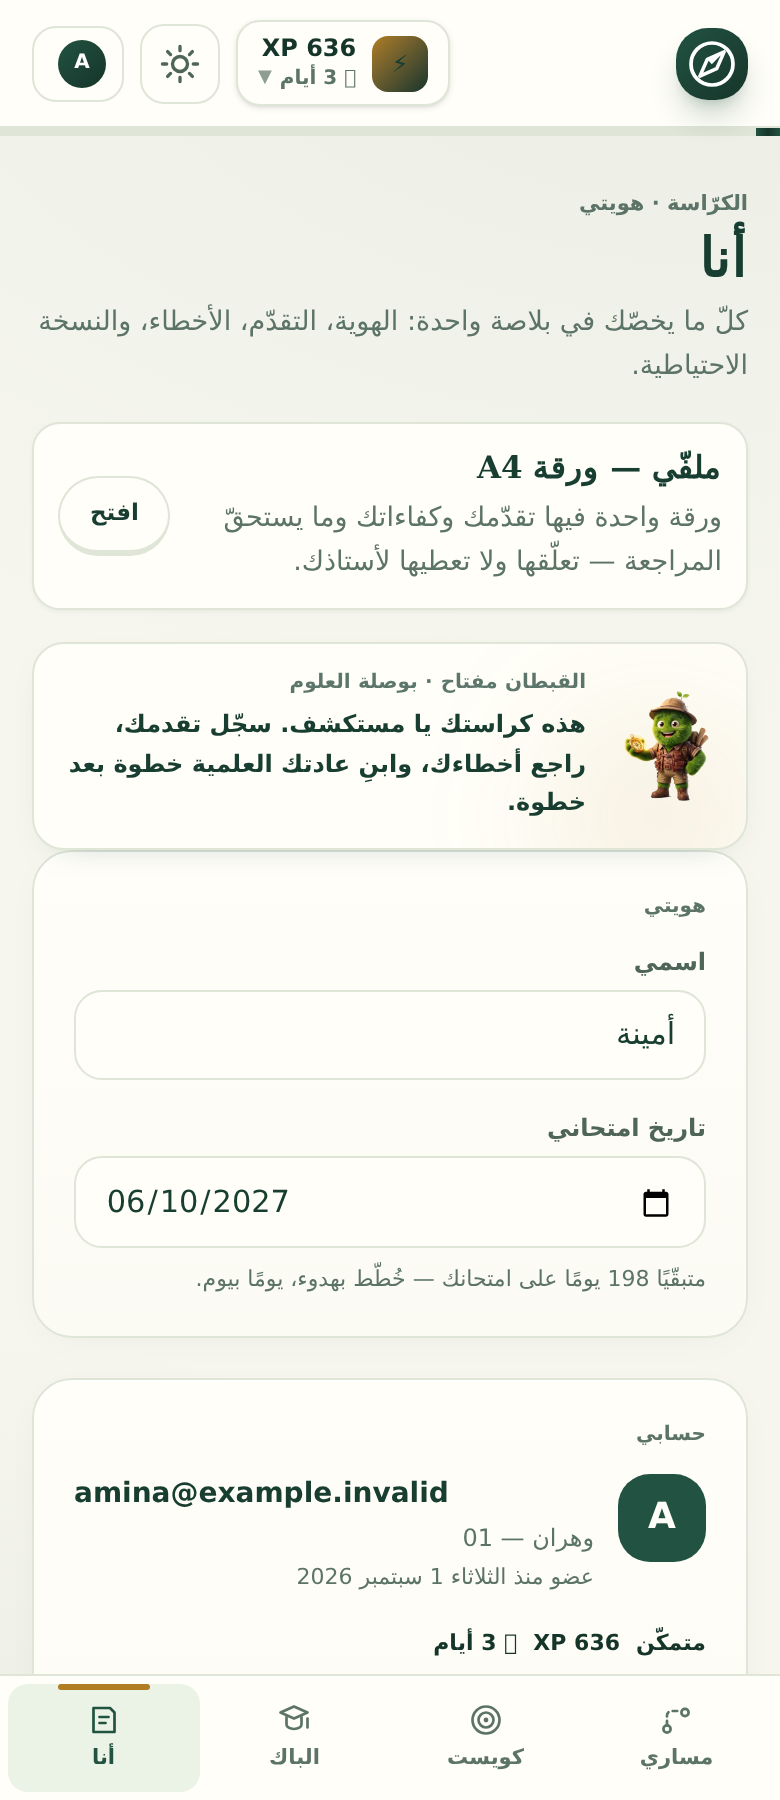 XP 636
3 أيام ▼
A
الكرّاسة · هويتي
أنا
كلّ ما يخصّك في بلاصة واحدة: الهوية، التقدّم، الأخطاء، والنسخة
الاحتياطية.
ملفّي — ورقة A4
ورقة واحدة فيها تقدّمك وكفاءاتك وما يستحقّ
المراجعة — تعلّقها ولا تعطيها لأستاذك.
افتح
القبطان مفتاح · بوصلة العلوم
هذه كراستك يا مستكشف. سجّل تقدمك،
راجع أخطاءك، وابنِ عادتك العلمية خطوة بعد
خطوة.
هويتي
اسمي
أمينة
تاريخ امتحاني
06/10/2027
متبقّيًا 198 يومًا على امتحانك — خُطّط بهدوء، يومًا بيوم.
حسابي
A
amina@example.invalid
وهران — 01
عضو منذ الثلاثاء 1 سبتمبر 2026
متمكّن XP 636 3 أيام
مساري
كويست
الباك
أنا